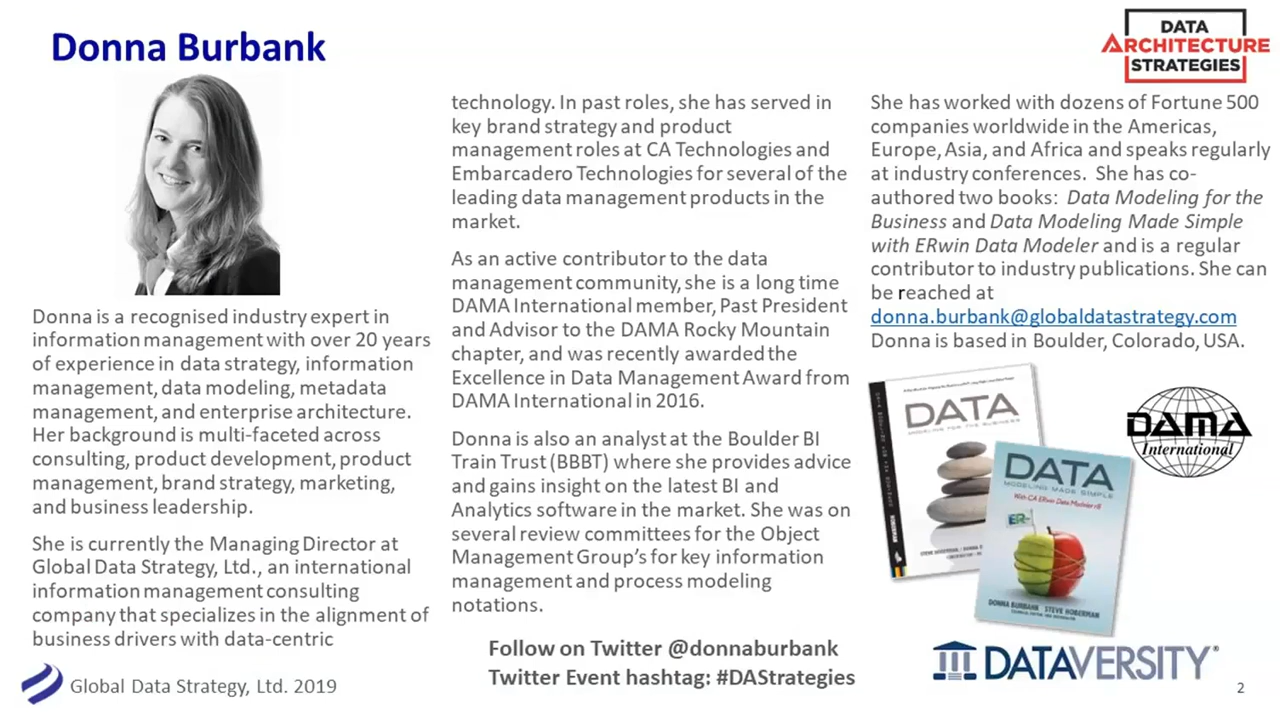 Donna Burbank
DATA
ARCHITECTURE
STRATEGIES
Donna is a recognised industry expert in
information management with over 20 years
of experience in data strategy, information
management, data modeling, metadata
management, and enterprise architecture.
Her background is multi-faceted across
consulting, product development, product
management, brand strategy, marketing,
and business leadership.
She is currently the Managing Director at
Global Data Strategy, Ltd., an international
information management consulting
company that specializes in the alignment of
business drivers with data-centric
technology. In past roles, she has served in
key brand strategy and product
management roles at CA Technologies and
Embarcadero Technologies for several of the
leading data management products in the
market.
As an active contributor to the data
management community, she is a long time
DAMA International member, Past President
and Advisor to the DAMA Rocky Mountain
chapter, and was recently awarded the
Excellence in Data Management Award from
DAMA International in 2016.
Donna is also an analyst at the Boulder BI
Train Trust (BBBT) where she provides advice
and gains insight on the latest BI and
Analytics software in the market. She was on
several review committees for the Object
Management Group’s for key information
management and process modeling
notations.
She has worked with dozens of Fortune 500
companies worldwide in the Americas,
Europe, Asia, and Africa and speaks regularly
at industry conferences. She has co-
authored two books: Data Modeling for the
Business and Data Modeling Made Simple
with ERwin Data Modeler and is a regular
contributor to industry publications. She can
be reached at
donna.burbank@globaldatastrategy.com
Donna is based in Boulder, Colorado, USA.
DATA
MODELING FOR THE BUSINESS
DATA
MODELING MADE SIMPLE
With CA ERwin Data Modeler r8
DONNA BURBANK STEVE HOBERMAN
DAMA
International
Follow on Twitter @donnaburbank
Twitter Event hashtag: #DAStrategies
DATAVERSITY®
Global Data Strategy, Ltd. 2019
2